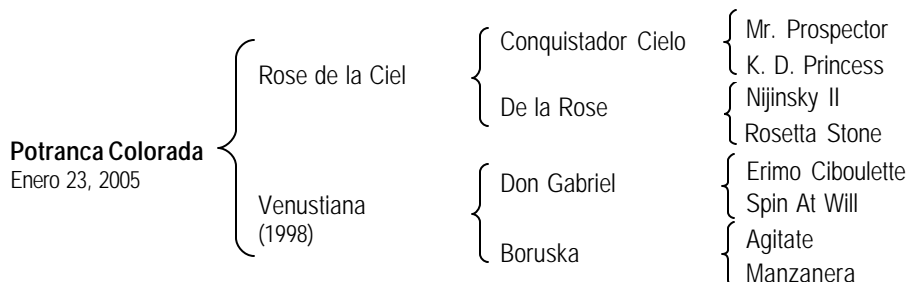 Mr. Prospector
Conquistador Cielo
K. D. Princess
Rose de la Ciel
Nijinsky II
De la Rose
Rosetta Stone
Potranca Colorada
Enero 23, 2005
Erimo Ciboulette
Don Gabriel
Spin At Will
Venustiana
(1998)
Agitate
Boruska
Manzanera